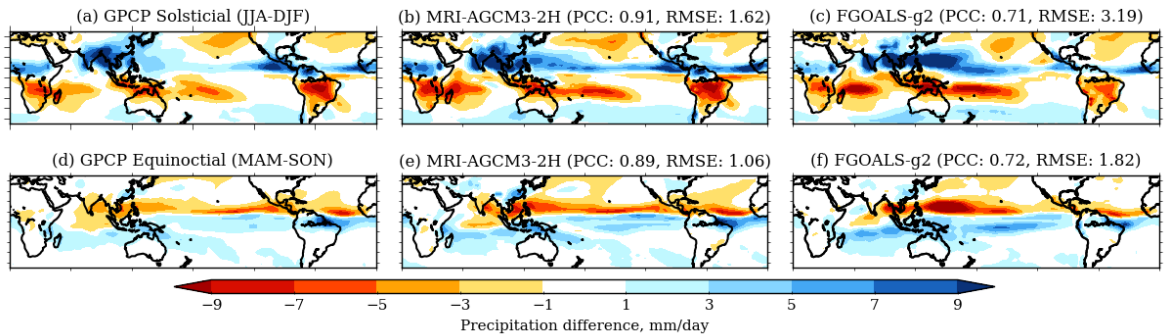 (a) GPCP Solsticial (JJA-DJF)
(b) MRI-AGCM3-2H (PCC: 0.91, RMSE: 1.62)
(c) FGOALS-g2 (PCC: 0.71, RMSE: 3.19)
(d) GPCP Equinoctial (MAM-SON)
(e) MRI-AGCM3-2H (PCC: 0.89, RMSE: 1.06)
(f) FGOALS-g2 (PCC: 0.72, RMSE: 1.82)
−9 −7 −5 −3 −1 1 3 5 7 9
Precipitation difference, mm/day